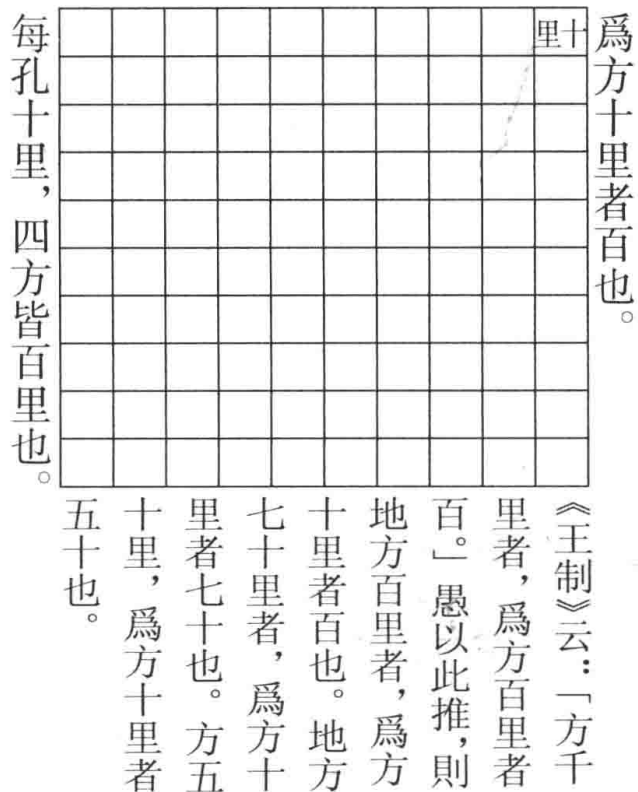 爲方十里者百也。
十里
每孔十里，四方皆百里也。
《王制》云：「方千
里者，爲方百里者
百。」愚以此推，則
地方百里者，爲方
十里者百也。地方
七十里者，爲方十
里者七十也。方五
十里，爲方十里者
五十也。